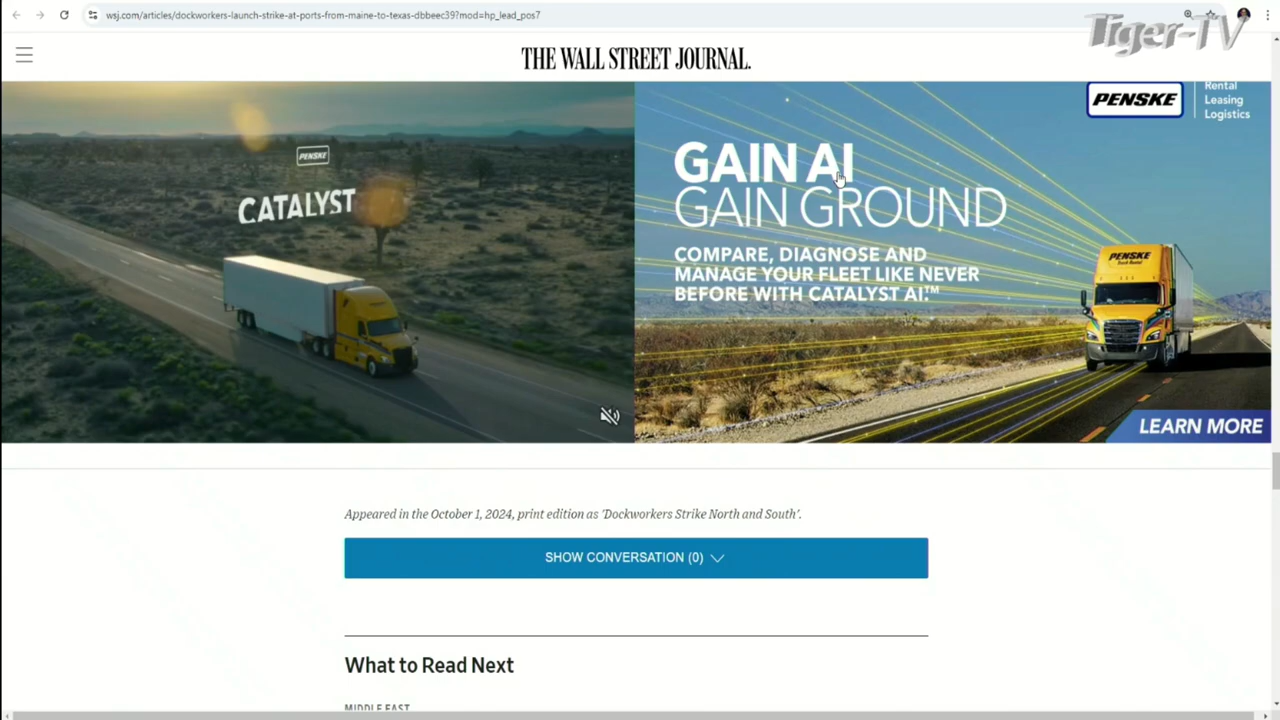 wsj.com/articles/dockworkers-launch-strike-at-ports-from-maine-to-texas-dbbeec39?mod=hp_lead_pos7
Tiger-TV
THE WALL STREET JOURNAL.
PENSKE
CATALYST
PENSKE
Rental
Leasing
Logistics
GAIN AI
GAIN GROUND
COMPARE, DIAGNOSE AND
MANAGE YOUR FLEET LIKE NEVER
BEFORE WITH CATALYST AI.™
PENSKE
Truck Rental
LEARN MORE
Appeared in the October 1, 2024, print edition as 'Dockworkers Strike North and South'.
SHOW CONVERSATION (0)
What to Read Next
MIDDLE EAST